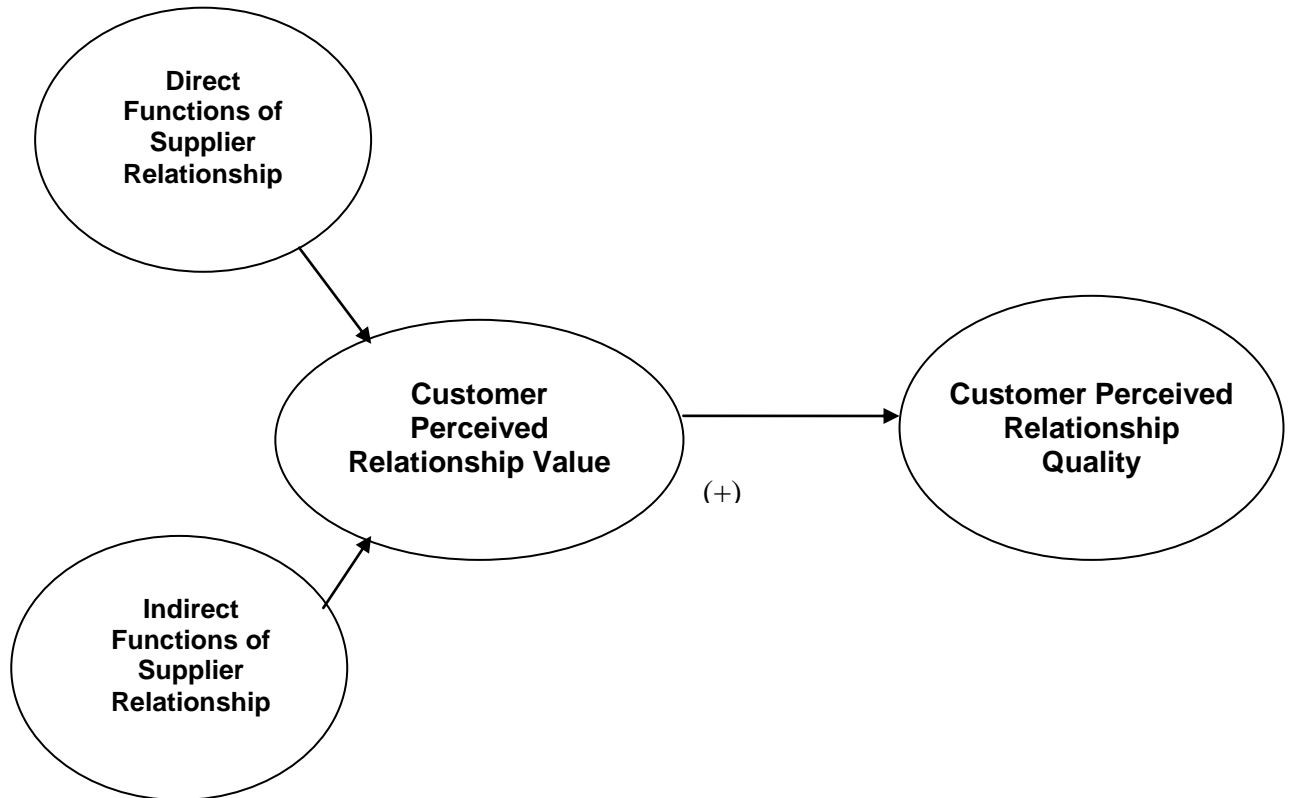 Direct
Functions of
Supplier
Relationship
Customer
Perceived
Relationship Value
Customer Perceived
Relationship
Quality
(+)
Indirect
Functions of
Supplier
Relationship